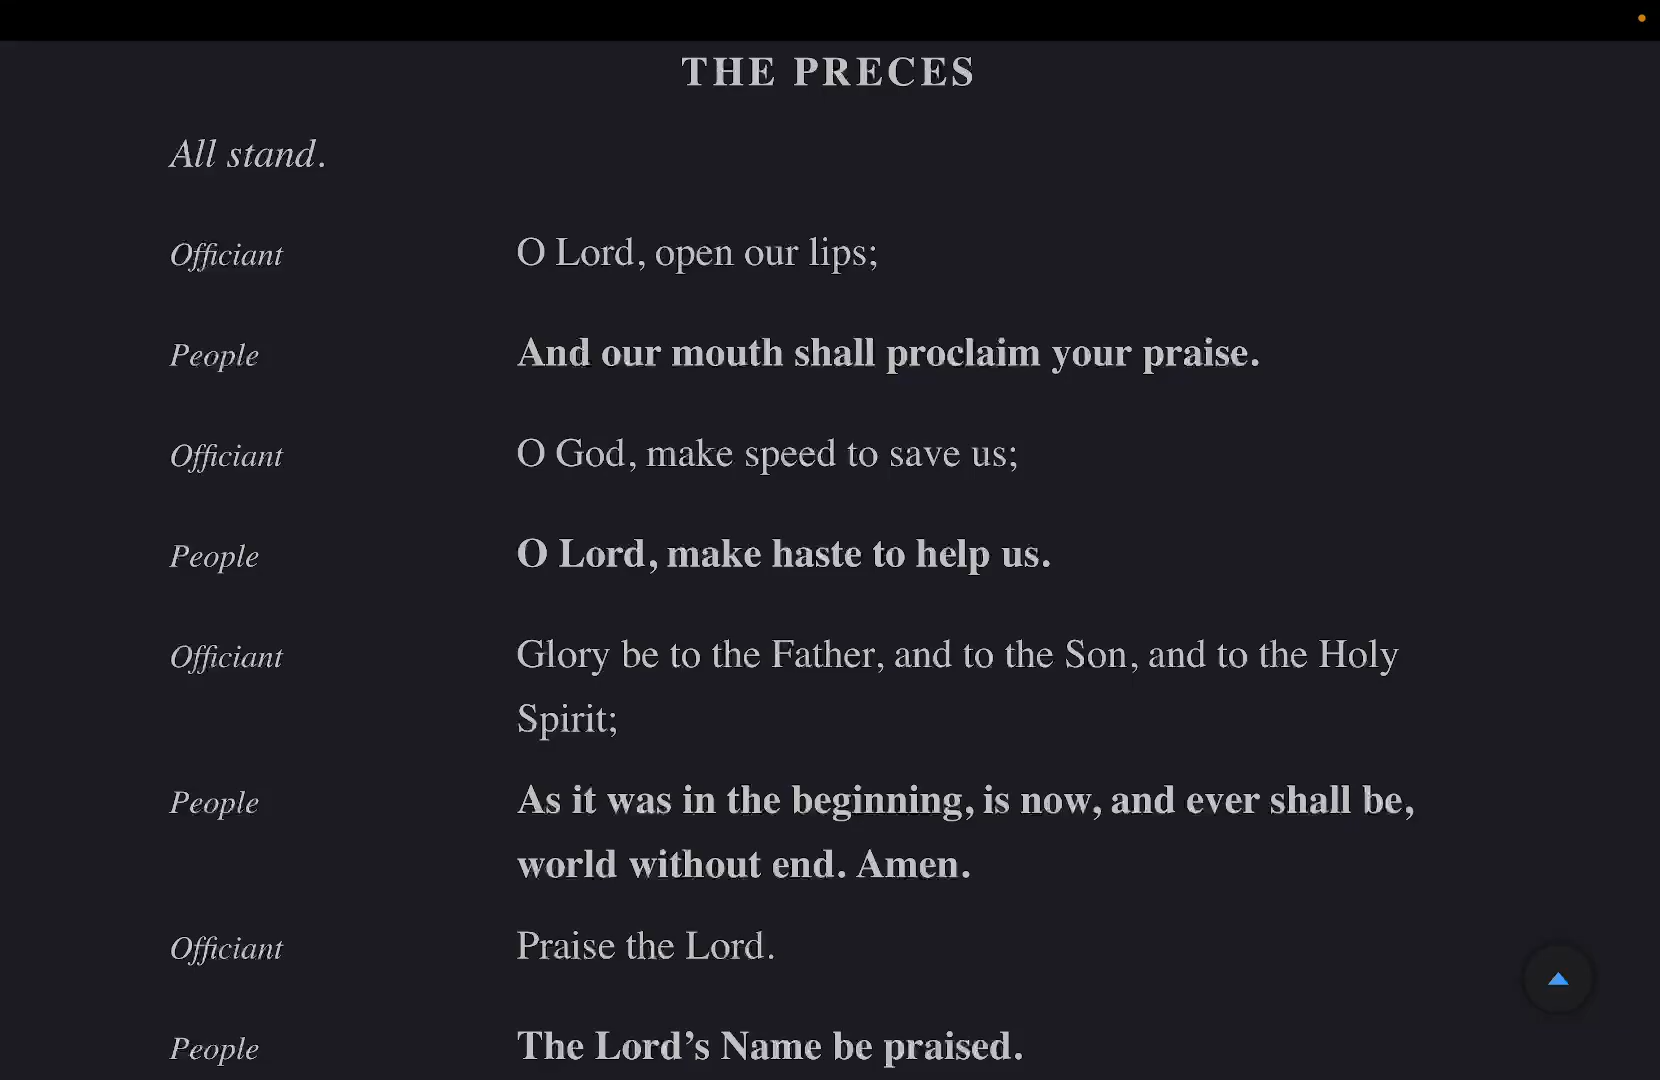 THE PRECES
All stand.
Officiant O Lord, open our lips;
People And our mouth shall proclaim your praise.
Officiant O God, make speed to save us;
People O Lord, make haste to help us.
Officiant Glory be to the Father, and to the Son, and to the Holy
Spirit;
People As it was in the beginning, is now, and ever shall be,
world without end. Amen.
Officiant Praise the Lord.
People The Lord’s Name be praised.